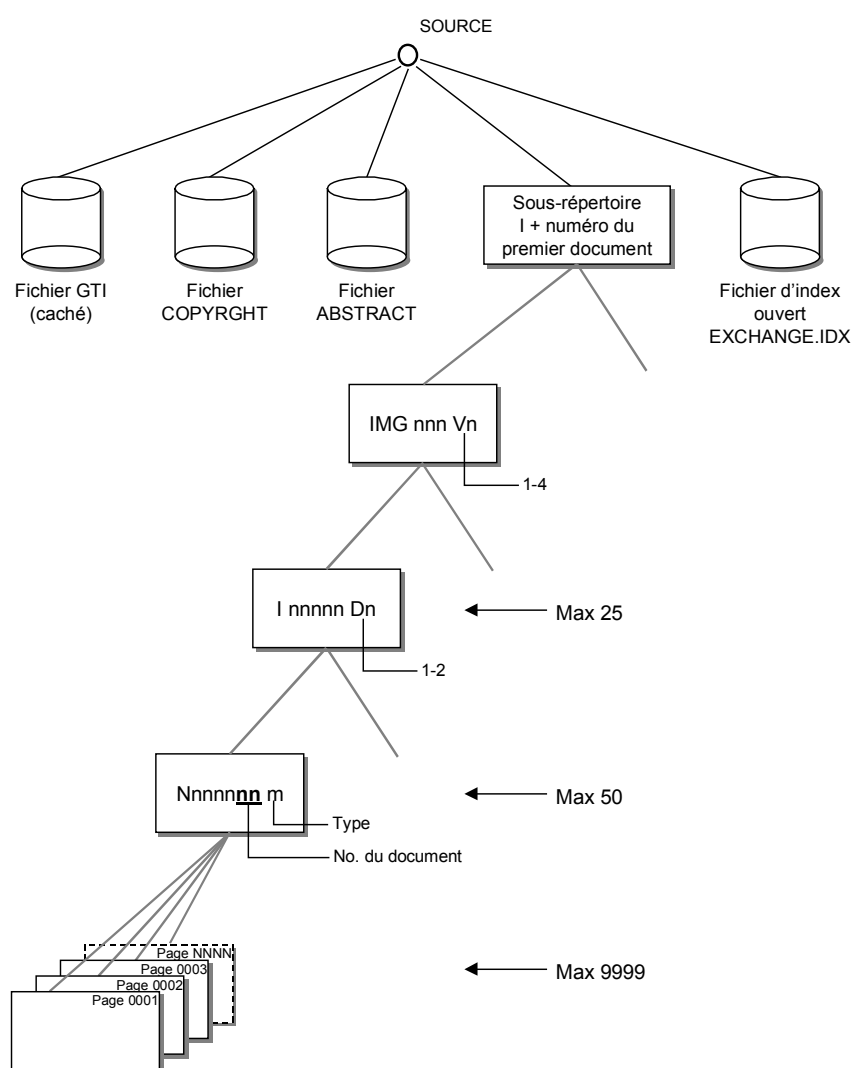 SOURCE
Sous-répertoire
I + numéro du
premier document
Fichier GTI
(caché)
Fichier
COPYRGHT
Fichier
ABSTRACT
Fichier d’index
ouvert
EXCHANGE.IDX
IMG nnn Vn
1-4
I nnnnn Dn
Max 25
1-2
Nnnnnnn m
Max 50
Type
No. du document
Page NNNN
Page 0003
Page 0002
Page 0001
Max 9999